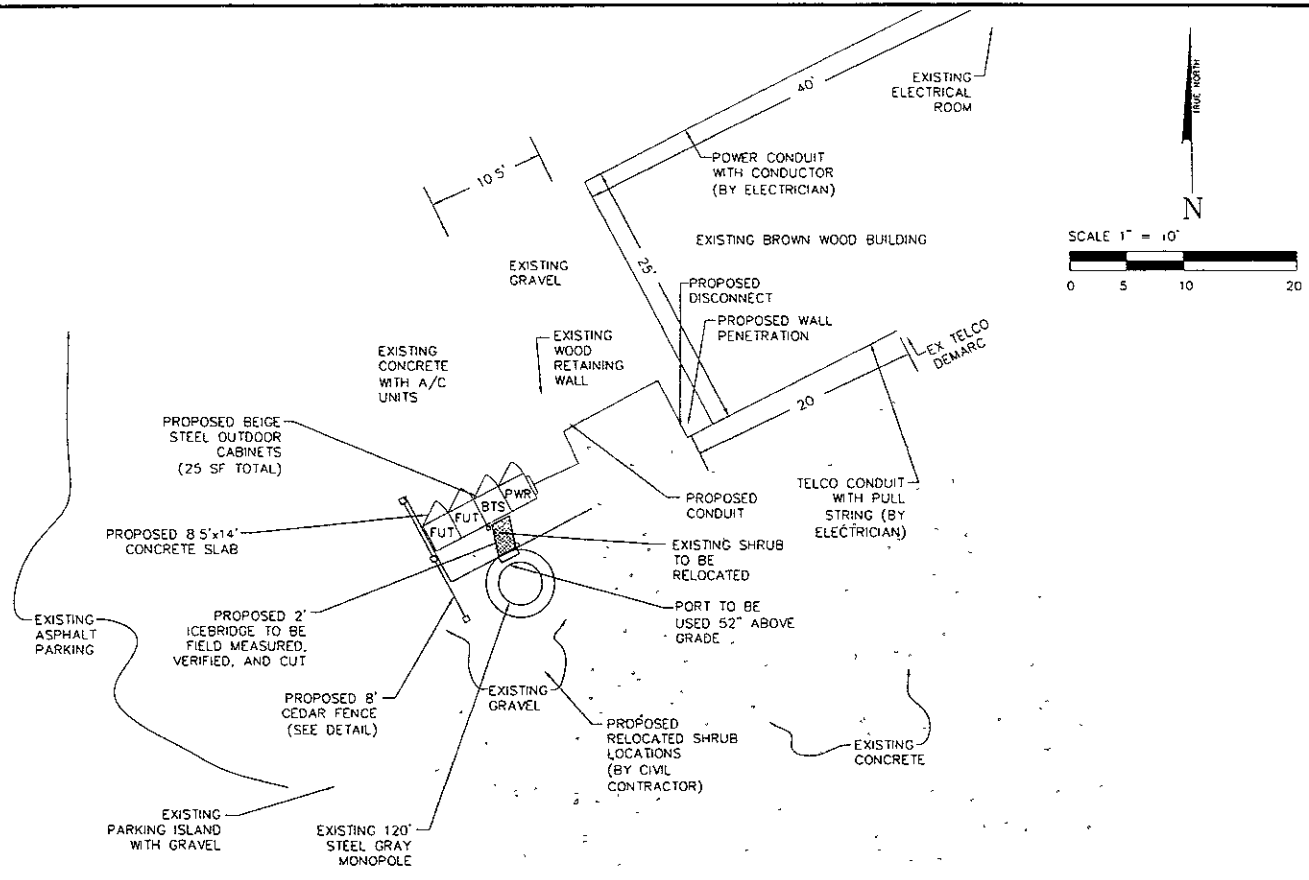 EXISTING
ELECTRICAL
ROOM
TRUE NORTH
N
SCALE 1" = 10'
0 5 10 20
40'
POWER CONDUIT
WITH CONDUCTOR
(BY ELECTRICIAN)
10 5'
EXISTING BROWN WOOD BUILDING
25'
EXISTING
GRAVEL
PROPOSED
DISCONNECT
PROPOSED WALL
PENETRATION
EX TELCO
DEMARC
20
EXISTING
WOOD
RETAINING
WALL
EXISTING
CONCRETE
WITH A/C
UNITS
PROPOSED BEIGE
STEEL OUTDOOR
CABINETS
(25 SF TOTAL)
PWR
BTS
FUT
FUT
PROPOSED
CONDUIT
TELCO CONDUIT
WITH PULL
STRING (BY
ELECTRICIAN)
PROPOSED 8 5'x14'
CONCRETE SLAB
EXISTING SHRUB
TO BE
RELOCATED
PORT TO BE
USED 52" ABOVE
GRADE
EXISTING
ASPHALT
PARKING
PROPOSED 2'
ICEBRIDGE TO BE
FIELD MEASURED,
VERIFIED, AND CUT
PROPOSED 8'
CEDAR FENCE
(SEE DETAIL)
EXISTING
GRAVEL
PROPOSED
RELOCATED SHRUB
LOCATIONS
(BY CIVIL
CONTRACTOR)
EXISTING
CONCRETE
EXISTING
PARKING ISLAND
WITH GRAVEL
EXISTING 120'
STEEL GRAY
MONOPOLE